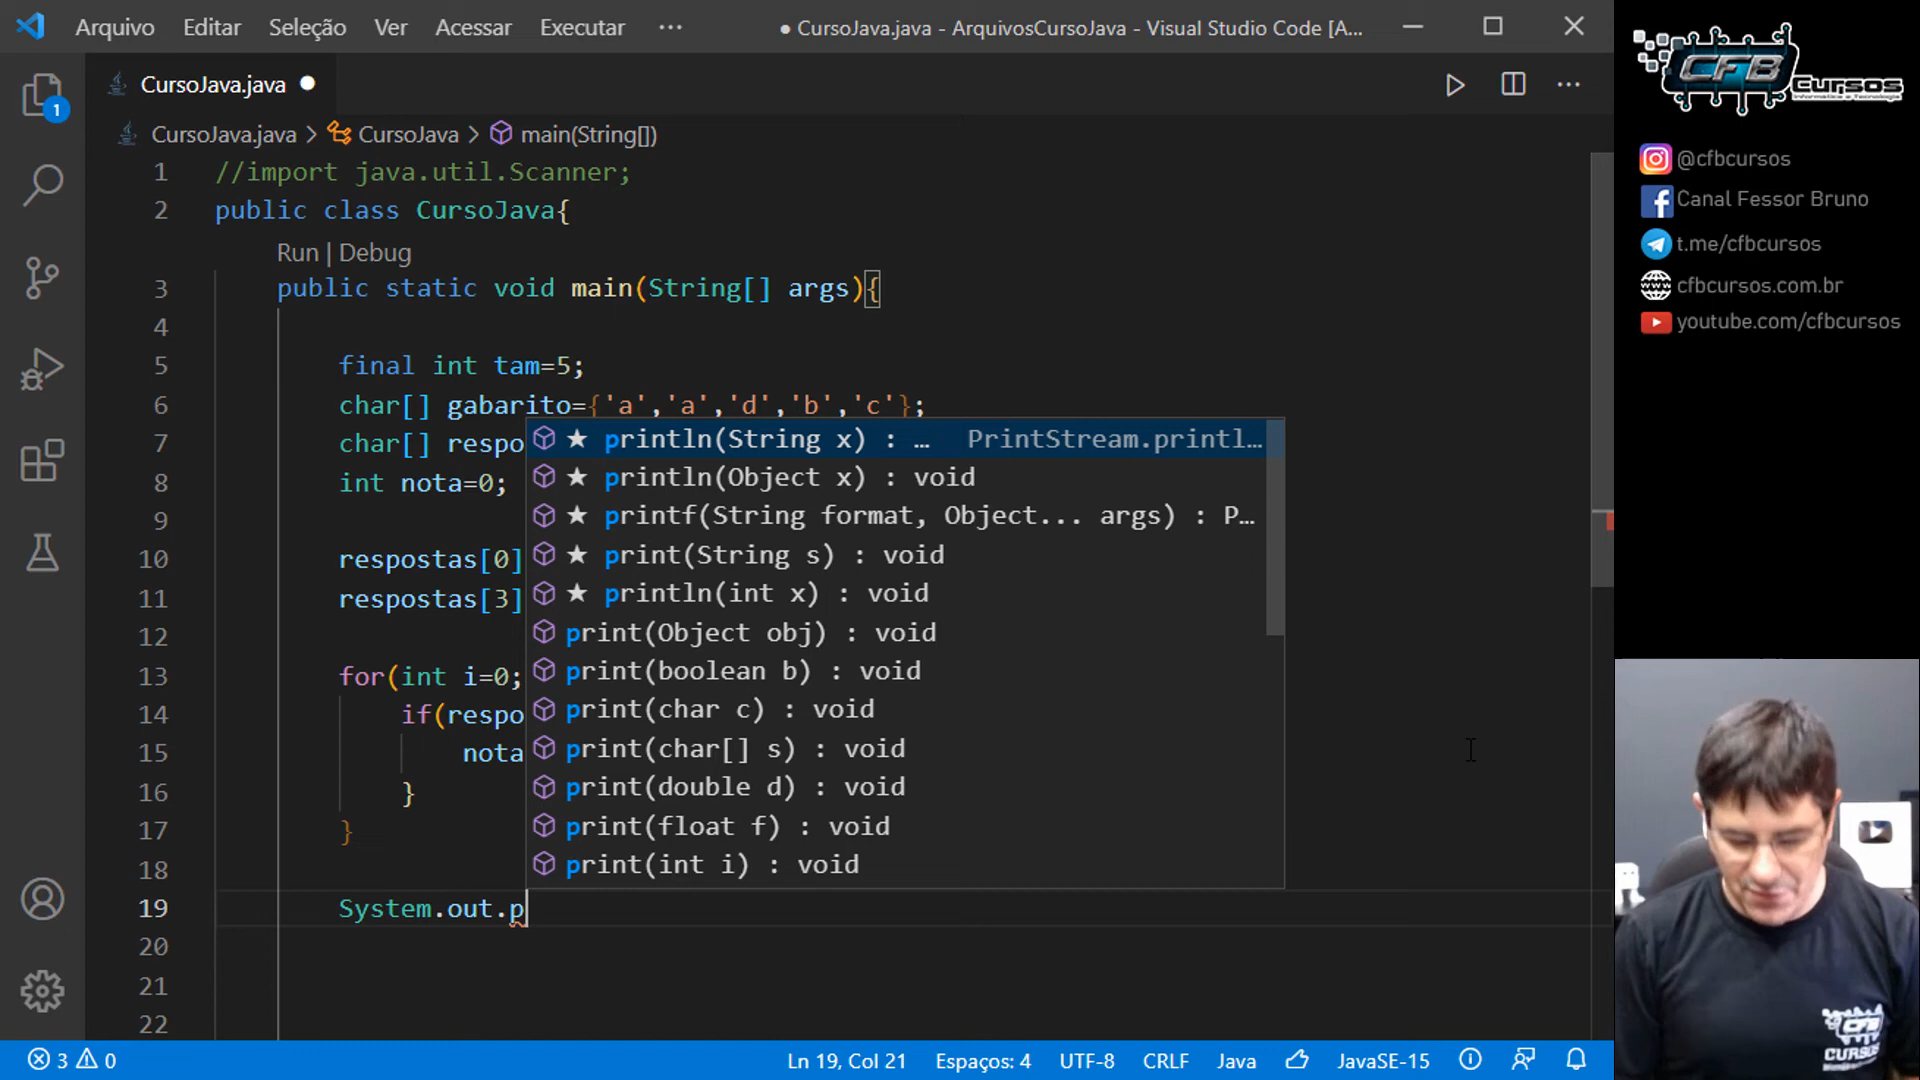 Arquivo Editar Seleção Ver Acessar Executar ··· ● CursoJava.java - ArquivosCursoJava - Visual Studio Code [A...
CursoJava.java
CursoJava.java > CursoJava > main(String[])
1 //import java.util.Scanner;
2 public class CursoJava{
Run | Debug
3 public static void main(String[] args){
4
5 final int tam=5;
6 char[] gabarito={'a','a','d','b','c'};
7 char[] respo
8 int nota=0;
9
10 respostas[0]
11 respostas[3]
12
13 for(int i=0;
14 if(respo
15 nota
16 }
17 }
18
19 System.out.p
20
21
22
★ println(String x) : … PrintStream.printl…
★ println(Object x) : void
★ printf(String format, Object... args) : P…
★ print(String s) : void
★ println(int x) : void
print(Object obj) : void
print(boolean b) : void
print(char c) : void
print(char[] s) : void
print(double d) : void
print(float f) : void
print(int i) : void
1
3 0 Ln 19, Col 21 Espaços: 4 UTF-8 CRLF Java JavaSE-15
CFB
Cursos
@cfbcursos
Canal Fessor Bruno
t.me/cfbcursos
cfbcursos.com.br
youtube.com/cfbcursos
CFB
CURSOS